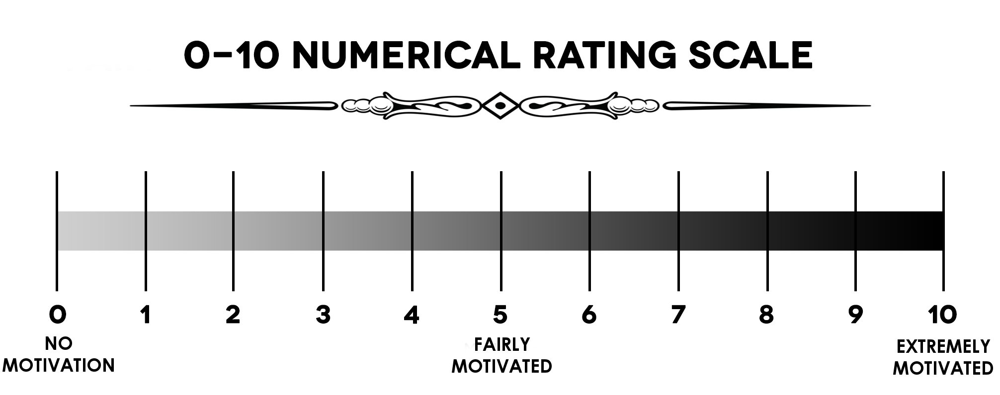 0-10 NUMERICAL RATING SCALE
0 1 2 3 4 5 6 7 8 9 10
NO
MOTIVATION
FAIRLY
MOTIVATED
EXTREMELY
MOTIVATED